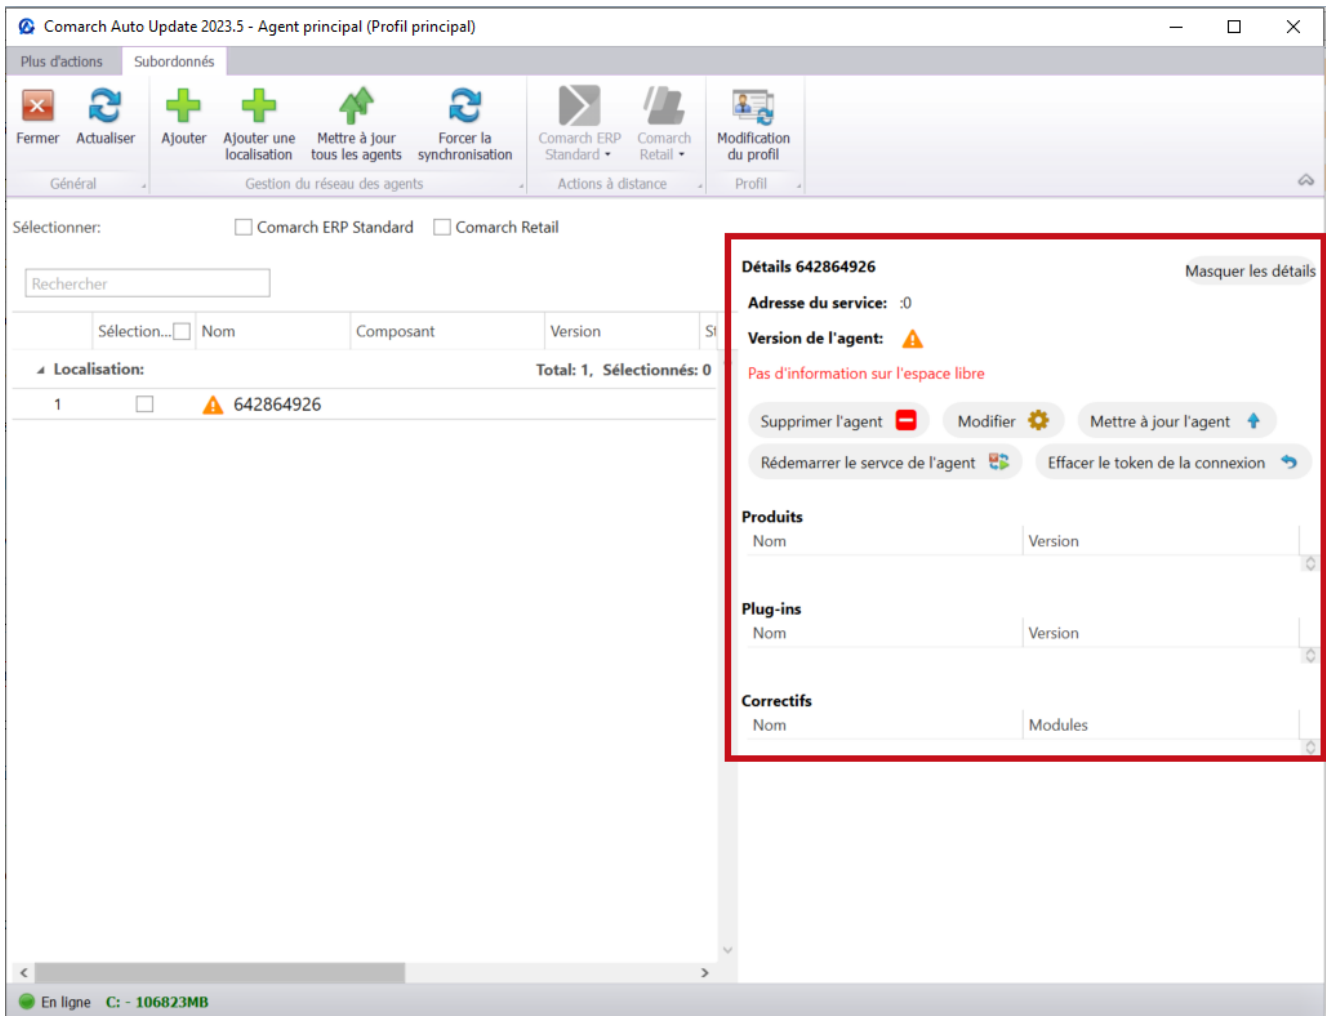 Comarch Auto Update 2023.5 - Agent principal (Profil principal)
Plus d'actions Subordonnés
Fermer Actualiser Ajouter Ajouter une localisation Mettre à jour tous les agents Forcer la synchronisation Comarch ERP Standard Comarch Retail Modification du profil
Général Gestion du réseau des agents Actions à distance Profil
Sélectionner: Comarch ERP Standard Comarch Retail
Rechercher
Sélection... Nom Composant Version St
Localisation: Total: 1, Sélectionnés: 0
1 642864926
Détails 642864926 Masquer les détails
Adresse du service: :0
Version de l'agent:
Pas d'information sur l'espace libre
Supprimer l'agent Modifier Mettre à jour l'agent
Rédemarrer le servce de l'agent Effacer le token de la connexion
Produits
Nom Version
Plug-ins
Nom Version
Correctifs
Nom Modules
En ligne C: - 106823MB